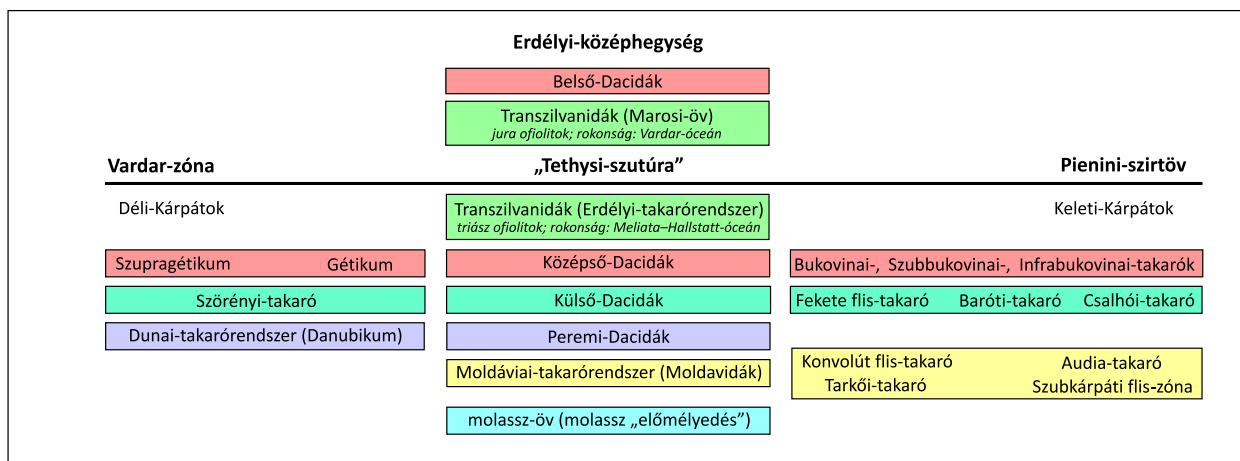 Erdélyi-középhegység
Belső-Dacidák
Transzilvanidák (Marosi-öv)
jura ofiolitok; rokonság: Vardar-óceán
Vardar-zóna „Tethysi-szutúra” Pienini-szirtöv
Déli-Kárpátok Transzilvanidák (Erdélyi-takarórendszer) Keleti-Kárpátok
triász ofiolitok; rokonság: Meliata–Hallstatt-óceán
Szupragétikum Gétikum Középső-Dacidák Bukovinai-, Szubbukovinai-, Infrabukovinai-takarók
Szörényi-takaró Külső-Dacidák Fekete flis-takaró Baróti-takaró Csalhói-takaró
Dunai-takarórendszer (Danubikum) Peremi-Dacidák
Moldáviai-takarórendszer (Moldavidák) Konvolút flis-takaró Audia-takaró
Tarkői-takaró Szubkárpáti flis-zóna
molassz-öv (molassz „előmélyedés”)